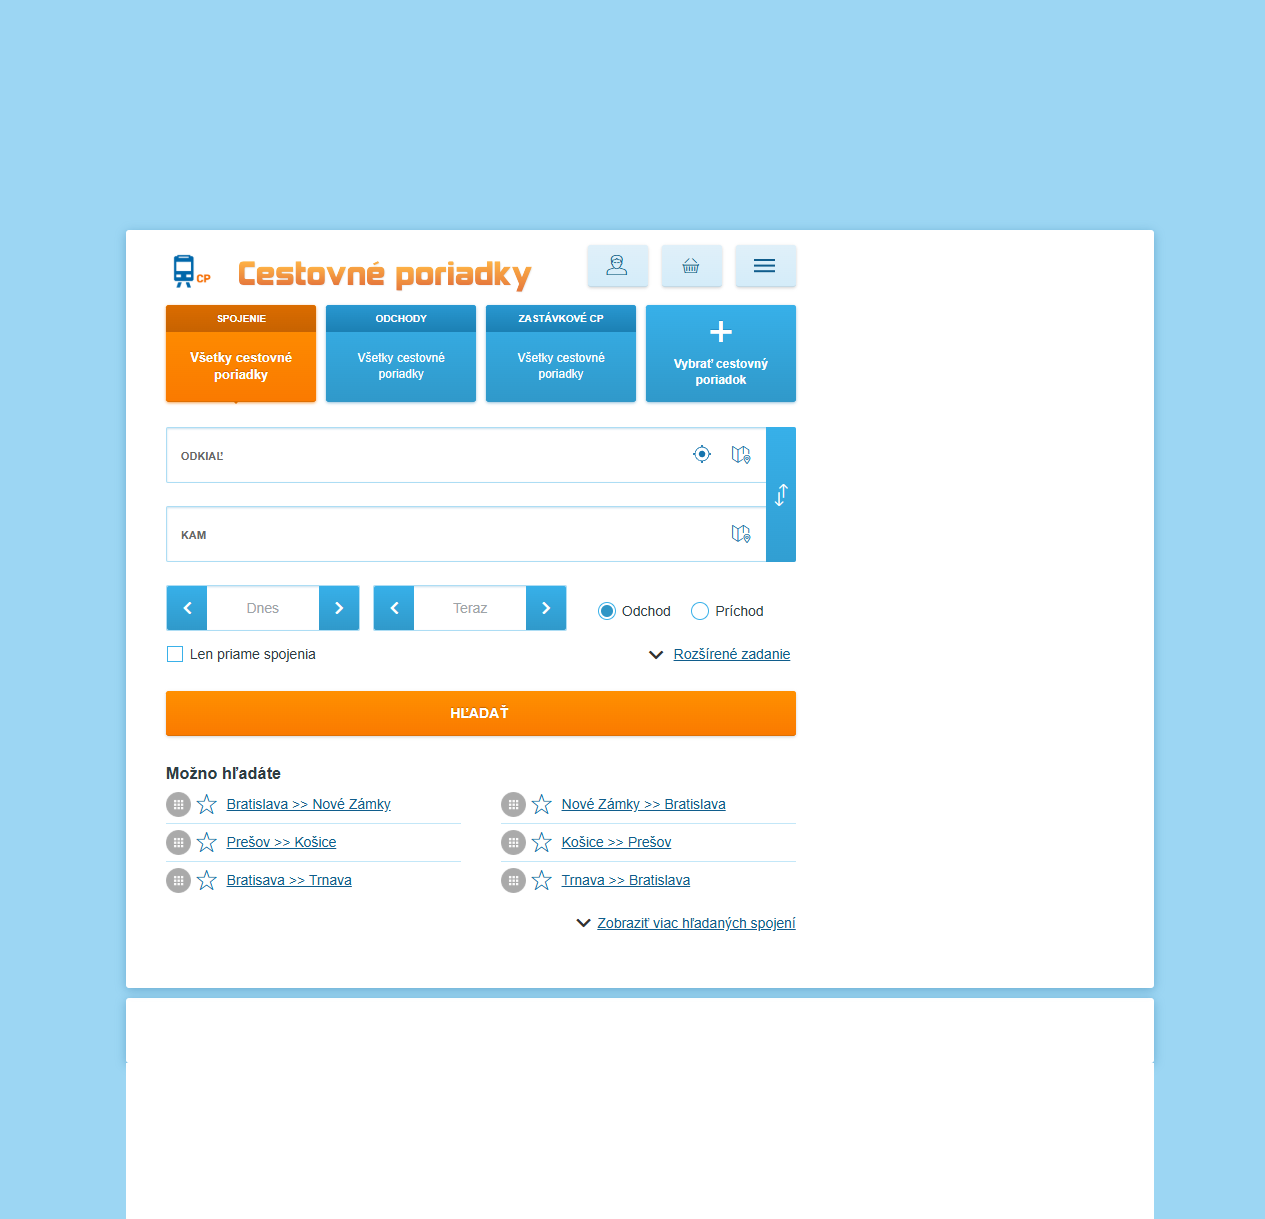 CP
Cestovné poriadky
SPOJENIE
Všetky cestovné
poriadky
ODCHODY
Všetky cestovné
poriadky
ZASTÁVKOVÉ CP
Všetky cestovné
poriadky
Vybrať cestovný
poriadok
ODKIAĽ
KAM
Dnes
Teraz
Odchod
Príchod
Len priame spojenia
Rozšírené zadanie
HĽADAŤ
Možno hľadáte
Bratislava >> Nové Zámky
Nové Zámky >> Bratislava
Prešov >> Košice
Košice >> Prešov
Bratisava >> Trnava
Trnava >> Bratislava
Zobraziť viac hľadaných spojení